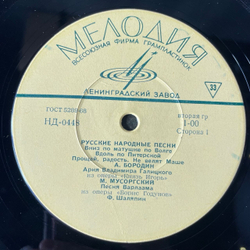 МЕЛОДИЯ
ВСЕСОЮЗНАЯ ФИРМА ГРАМПЛАСТИНОК
ЛЕНИНГРАДСКИЙ ЗАВОД
33
ГОСТ 5289-68
НД-0448
вторая гр.
1-00
Сторона 1
РУССКИЕ НАРОДНЫЕ ПЕСНИ
Вниз по матушке по Волге
Вдоль по Питерской
Прощай, радость. Не велят Маше
А. БОРОДИН
Ария Владимира Галицкого
из оперы «Князь Игорь»
М. МУСОРГСКИЙ
Песня Варлаама
из оперы «Борис Годунов»
Ф. Шаляпин